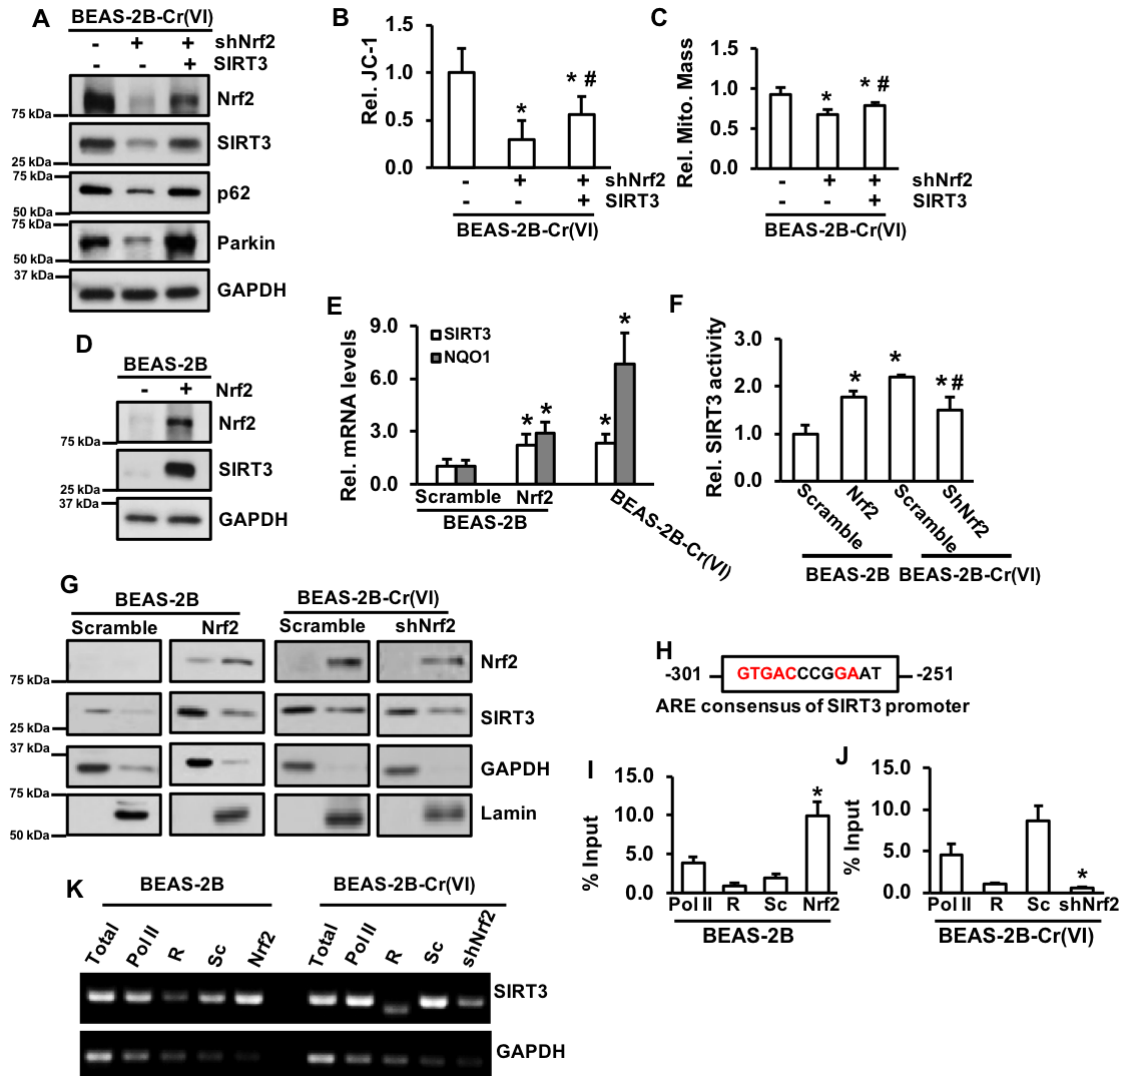 A
BEAS-2B-Cr(VI)
- + + shNrf2
- - + SIRT3
Nrf2
75 kDa
SIRT3
25 kDa
75 kDa
p62
50 kDa
75 kDa
Parkin
50 kDa
37 kDa
GAPDH
B
Rel. JC-1
1.5
1.0
0.5
0.0
*
* #
- + + shNrf2
- - + SIRT3
BEAS-2B-Cr(VI)
C
Rel. Mito. Mass
1.5
1.0
0.5
0.0
*
* #
- + + shNrf2
- - + SIRT3
BEAS-2B-Cr(VI)
D
BEAS-2B
- + Nrf2
Nrf2
75 kDa
SIRT3
25 kDa
37 kDa
GAPDH
E
Rel. mRNA levels
9.0
6.0
3.0
0.0
SIRT3
NQO1
* *
* *
Scramble Nrf2
BEAS-2B
BEAS-2B-Cr(VI)
F
Rel. SIRT3 activity
3.0
2.0
1.0
0.0
*
*
* #
Scramble Nrf2 Scramble ShNrf2
BEAS-2B BEAS-2B-Cr(VI)
G
BEAS-2B BEAS-2B-Cr(VI)
Scramble Nrf2 Scramble shNrf2
Nrf2
75 kDa
SIRT3
25 kDa
37 kDa
GAPDH
75 kDa
Lamin
50 kDa
H
-301 GTGACCCGGAAT -251
ARE consensus of SIRT3 promoter
I
% Input
15.0
10.0
5.0
0.0
*
Pol II R Sc Nrf2
BEAS-2B
J
% Input
15.0
10.0
5.0
0.0
*
Pol II R Sc shNrf2
BEAS-2B-Cr(VI)
K
BEAS-2B BEAS-2B-Cr(VI)
Total Pol II R Sc Nrf2 Total Pol II R Sc shNrf2
SIRT3
GAPDH